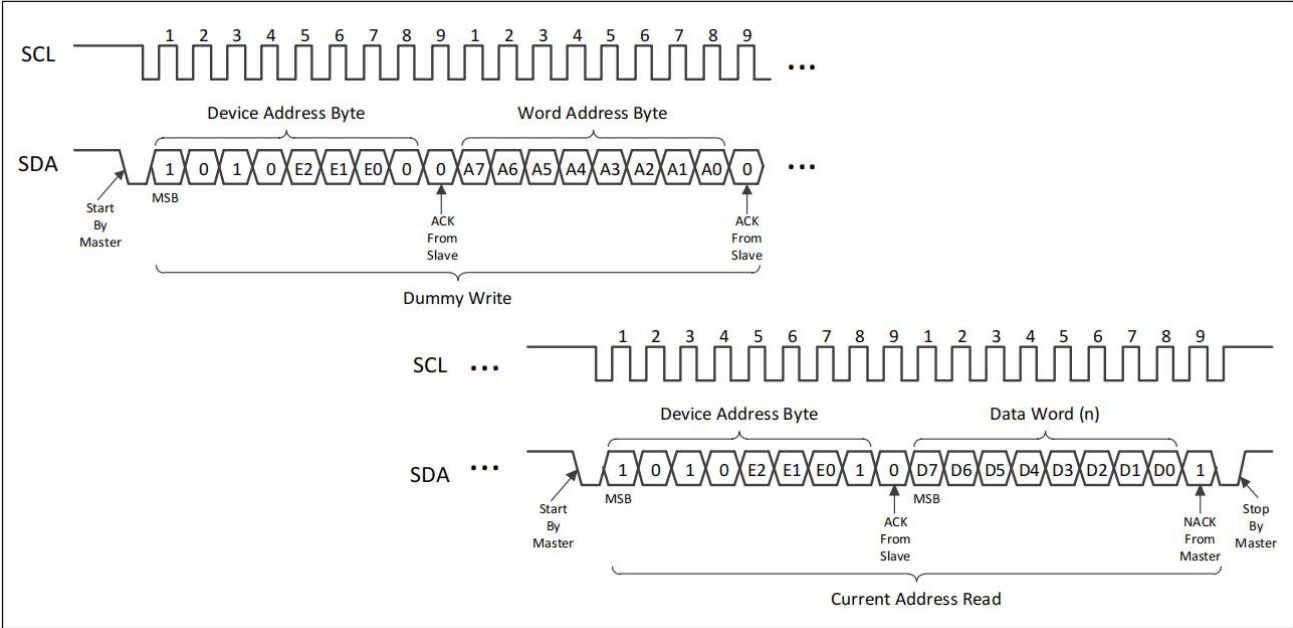 1 2 3 4 5 6 7 8 9 1 2 3 4 5 6 7 8 9
SCL ...
Device Address Byte Word Address Byte
SDA 1 0 1 0 E2 E1 E0 0 0 A7 A6 A5 A4 A3 A2 A1 A0 0 ...
MSB
Start
By
Master
ACK
From
Slave
ACK
From
Slave
Dummy Write
1 2 3 4 5 6 7 8 9 1 2 3 4 5 6 7 8 9
SCL ...
Device Address Byte Data Word (n)
SDA ... 1 0 1 0 E2 E1 E0 1 0 D7 D6 D5 D4 D3 D2 D1 D0 1
MSB MSB
Start
By
Master
ACK
From
Slave
NACK
From
Master
Stop
By
Master
Current Address Read